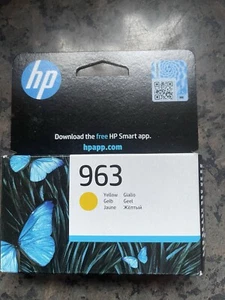 hp
Download the free HP Smart app.
hpapp.com
963
Yellow Giallo
Gelb Geel
Jaune Жёлтый